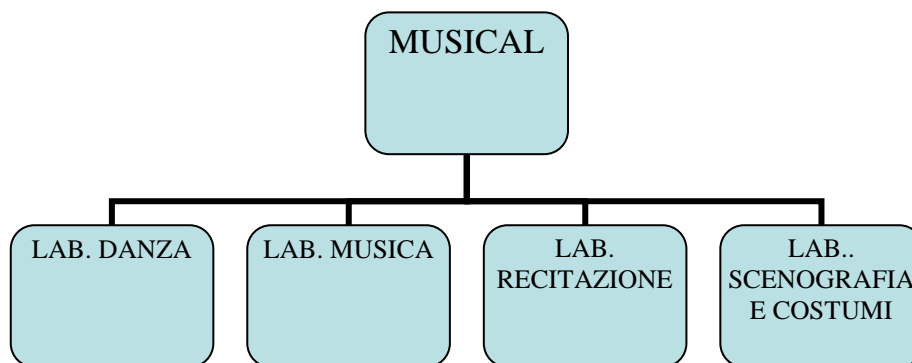 MUSICAL
LAB. DANZA
LAB. MUSICA
LAB.
RECITAZIONE
LAB..
SCENOGRAFIA
E COSTUMI